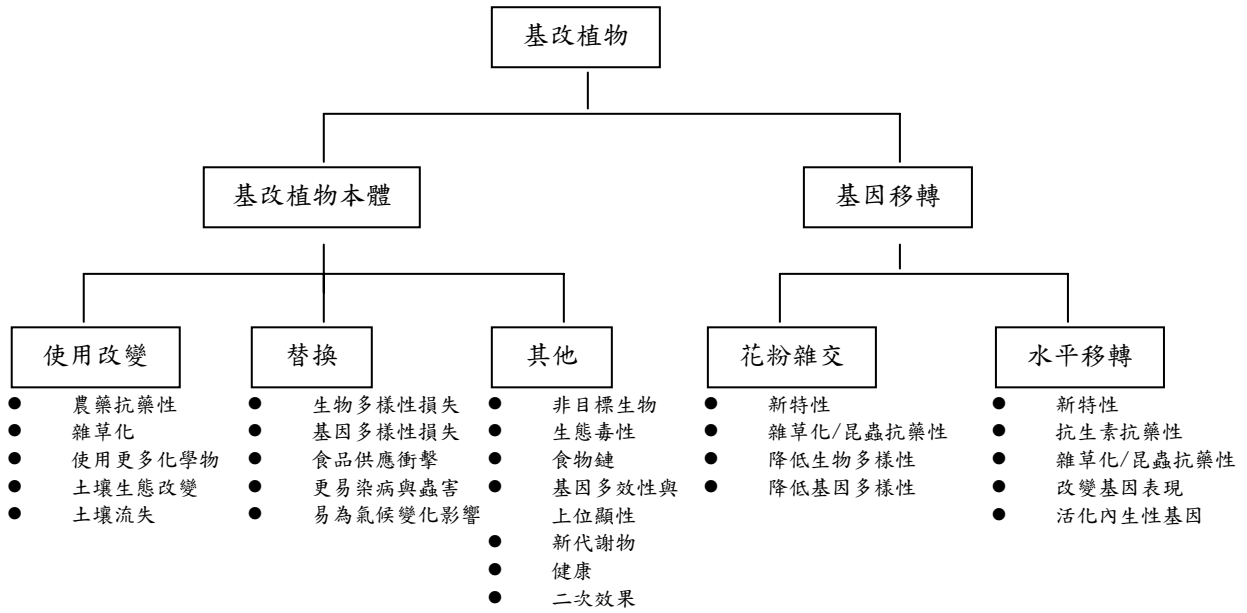 基改植物
基改植物本體
基因移轉
使用改變
● 農藥抗藥性
● 雜草化
● 使用更多化學物
● 土壤生態改變
● 土壤流失
替換
● 生物多樣性損失
● 基因多樣性損失
● 食品供應衝擊
● 更易染病與蟲害
● 易為氣候變化影響
其他
● 非目標生物
● 生態毒性
● 食物鏈
● 基因多效性與
上位顯性
● 新代謝物
● 健康
● 二次效果
花粉雜交
● 新特性
● 雜草化/昆蟲抗藥性
● 降低生物多樣性
● 降低基因多樣性
水平移轉
● 新特性
● 抗生素抗藥性
● 雜草化/昆蟲抗藥性
● 改變基因表現
● 活化內生性基因